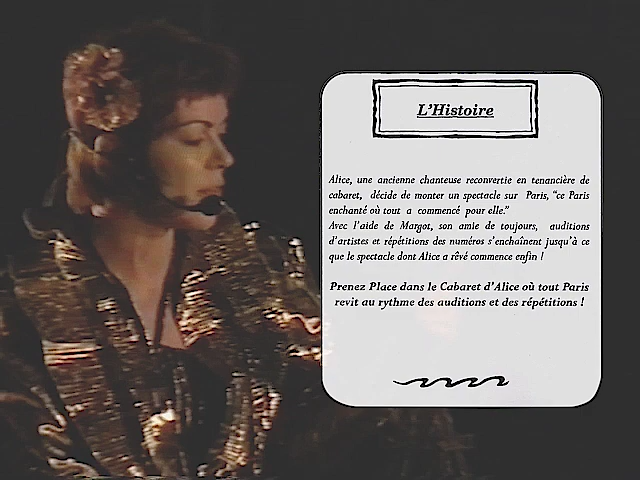 L'Histoire
Alice, une ancienne chanteuse reconvertie en tenancière de
cabaret, décide de monter un spectacle sur Paris, "ce Paris
enchanté où tout a commencé pour elle."
Avec l'aide de Margot, son amie de toujours, auditions
d'artistes et répétitions des numéros s'enchaînent jusqu'à ce
que le spectacle dont Alice a rêvé commence enfin !
Prenez Place dans le Cabaret d'Alice où tout Paris
revit au rythme des auditions et des répétitions !